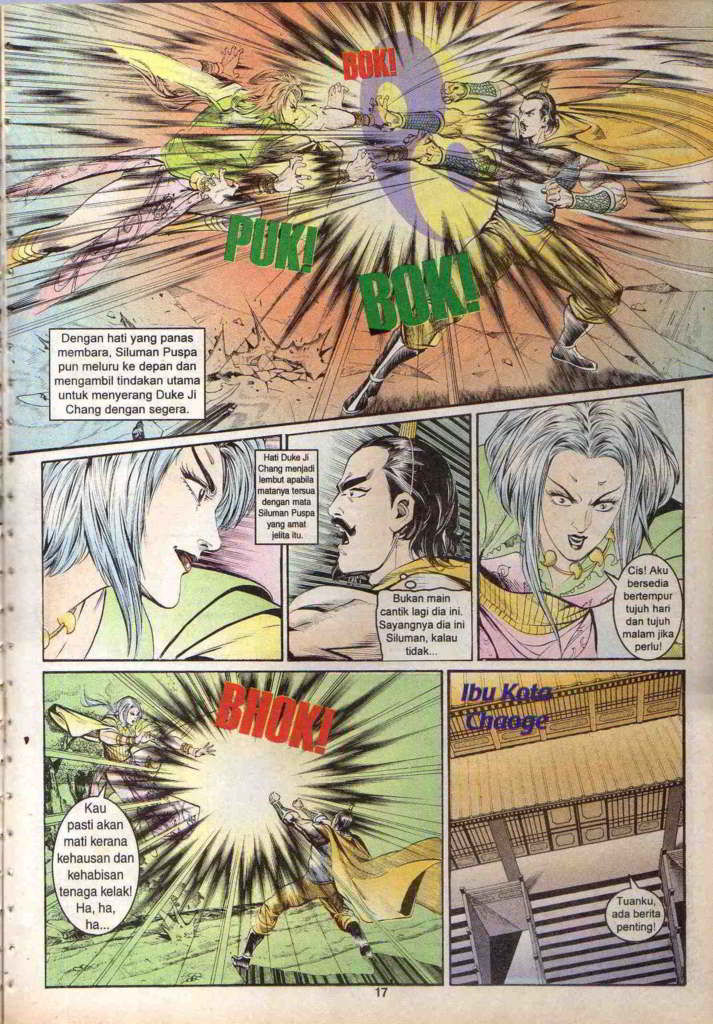 BOK!
PUK!
BOK!
Dengan hati yang panas
membara, Siluman Puspa
pun meluru ke depan dan
mengambil tindakan utama
untuk menyerang Duke Ji
Chang dengan segera.
Hati Duke Ji
Chang menjadi
lembut apabila
matanya tersua
dengan mata
Siluman Puspa
yang amat
jelita itu.
Bukan main
cantik lagi dia ini.
Sayangnya dia ini
Siluman, kalau
tidak...
Cis! Aku
bersedia
bertempur
tujuh hari
dan tujuh
malam jika
perlu!
BHOK!
Kau
pasti akan
mati kerana
kehausan dan
kehabisan
tenaga kelak!
Ha, ha,
ha...
Ibu Kota
Chaoge
Tuanku,
ada berita
penting!
17